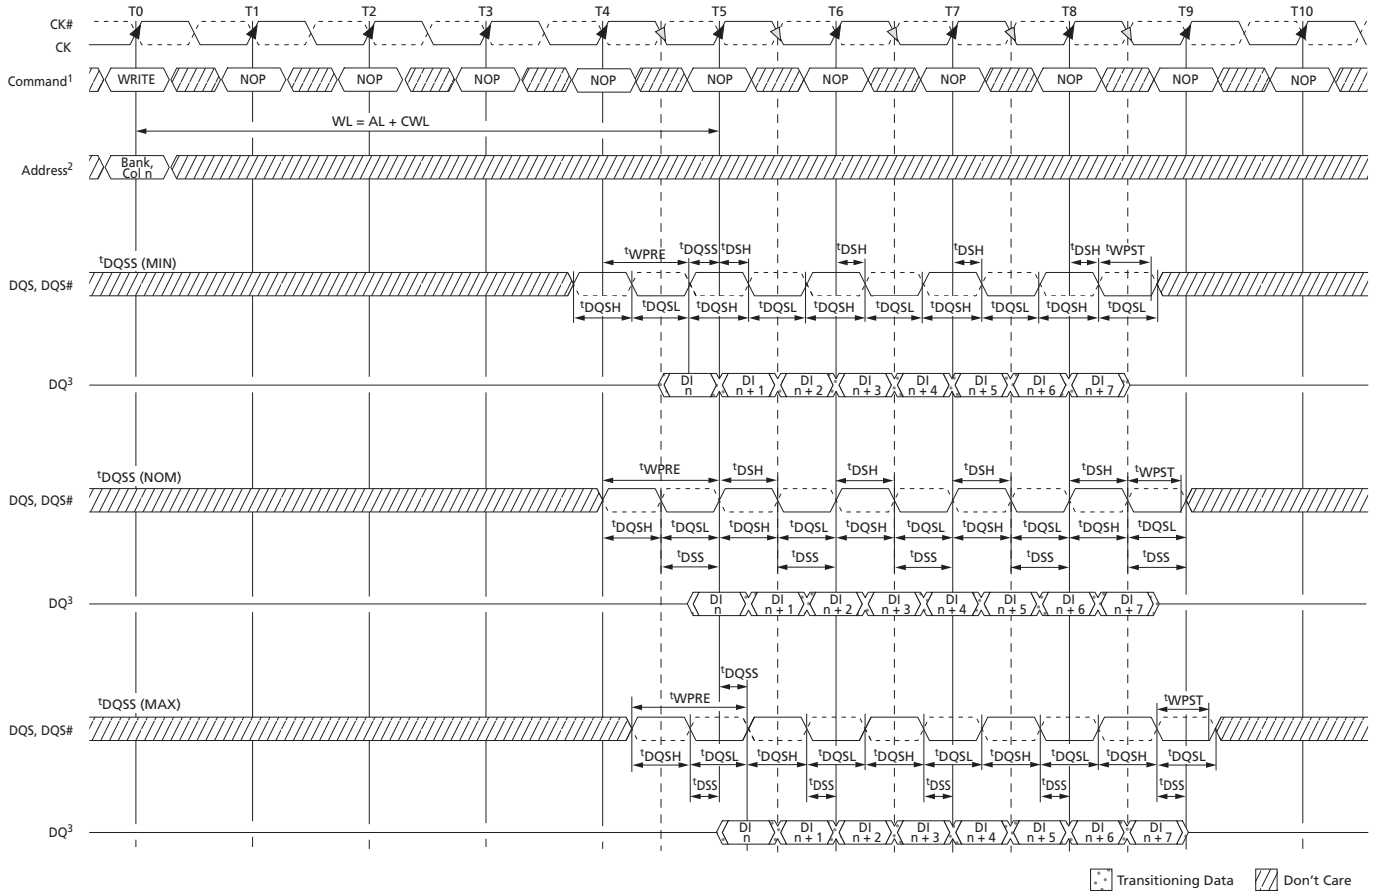 T0 T1 T2 T3 T4 T5 T6 T7 T8 T9 T10
CK#
CK
Command1 WRITE NOP NOP NOP NOP NOP NOP NOP NOP NOP NOP
WL = AL + CWL
Address2 Bank, Col n
tWPRE tDQSS tDSH tDSH tDSH tDSH tWPST
tDQSS (MIN)
DQS, DQS#
tDQSH tDQSL tDQSH tDQSL tDQSH tDQSL tDQSH tDQSL tDQSH tDQSL
DQ3 DI n DI n + 1 DI n + 2 DI n + 3 DI n + 4 DI n + 5 DI n + 6 DI n + 7
tWPRE tDSH tDSH tDSH tDSH tWPST
tDQSS (NOM)
DQS, DQS#
tDQSH tDQSL tDQSH tDQSL tDQSH tDQSL tDQSH tDQSL tDQSH tDQSL
tDSS tDSS tDSS tDSS tDSS
DQ3 DI n DI n + 1 DI n + 2 DI n + 3 DI n + 4 DI n + 5 DI n + 6 DI n + 7
tDQSS
tWPRE tWPST
tDQSS (MAX)
DQS, DQS#
tDQSH tDQSL tDQSH tDQSL tDQSH tDQSL tDQSH tDQSL tDQSH tDQSL
tDSS tDSS tDSS tDSS tDSS
DQ3 DI n DI n + 1 DI n + 2 DI n + 3 DI n + 4 DI n + 5 DI n + 6 DI n + 7
Transitioning Data Don't Care